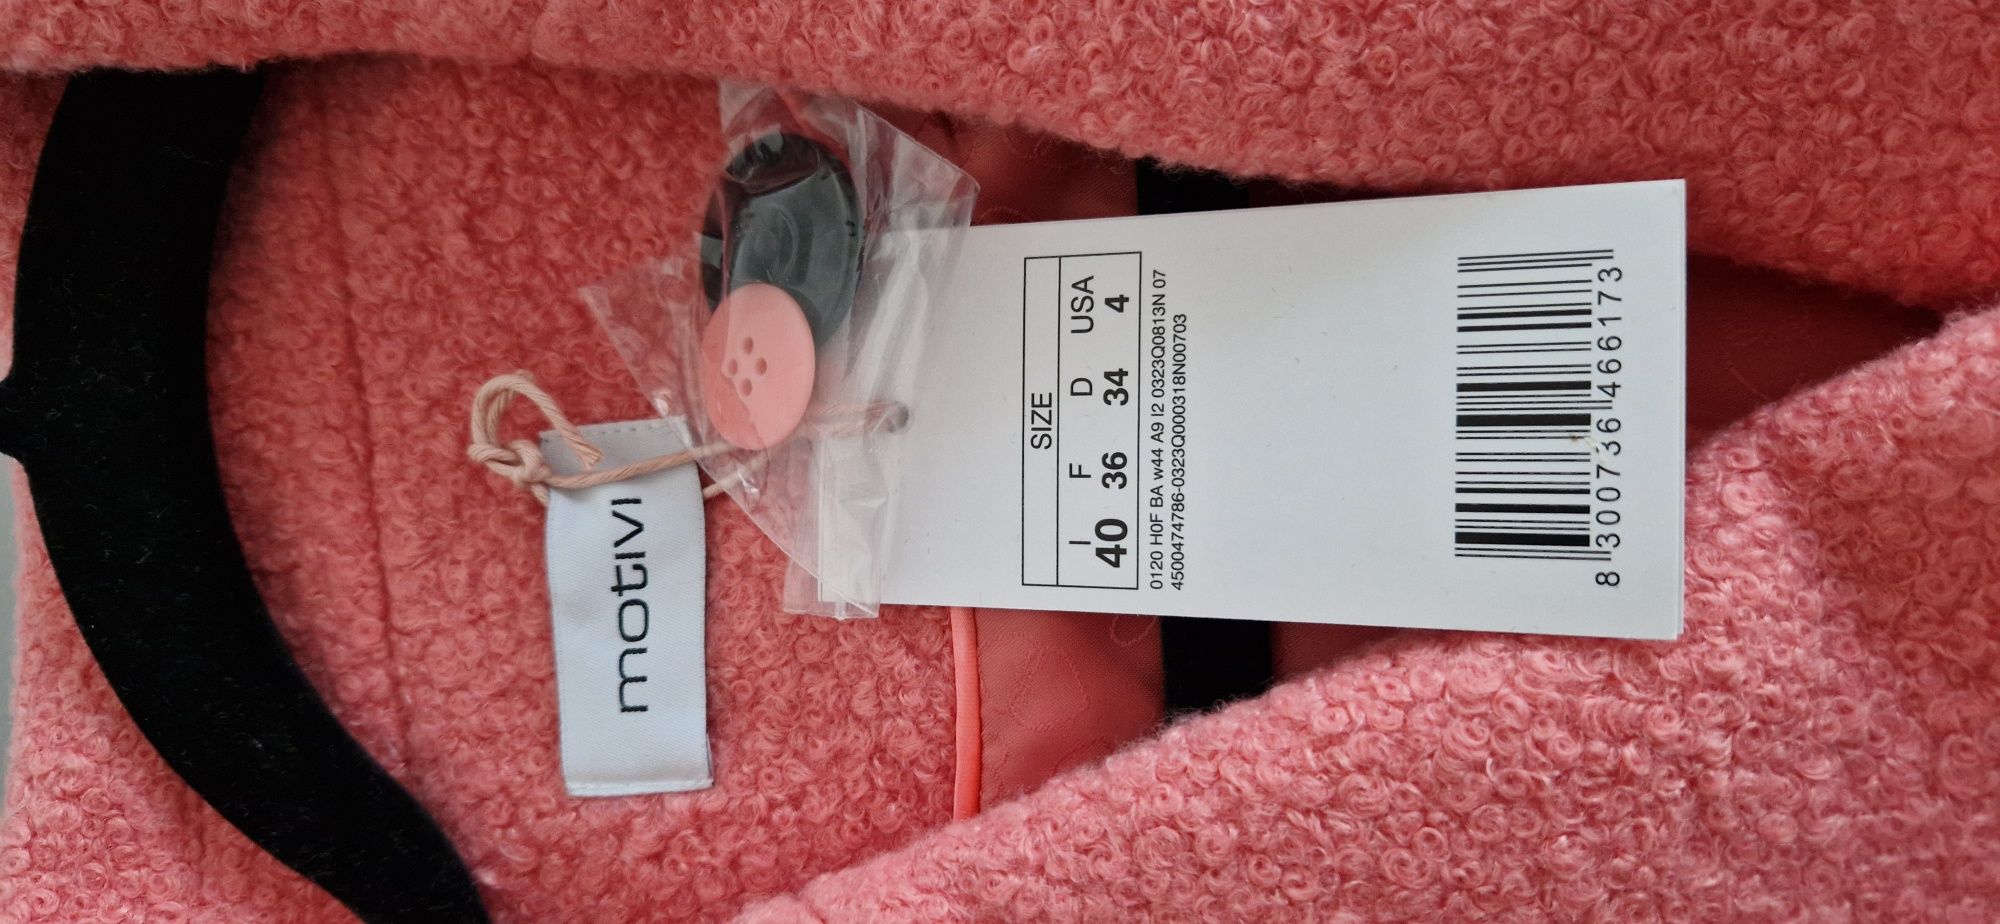 motivi
SIZE
I F D USA
40 36 34 4
0120 H0F BA w44 A9 I2 0323Q0813N 07
4500474786-0323Q000318N00703
8 300736 466173